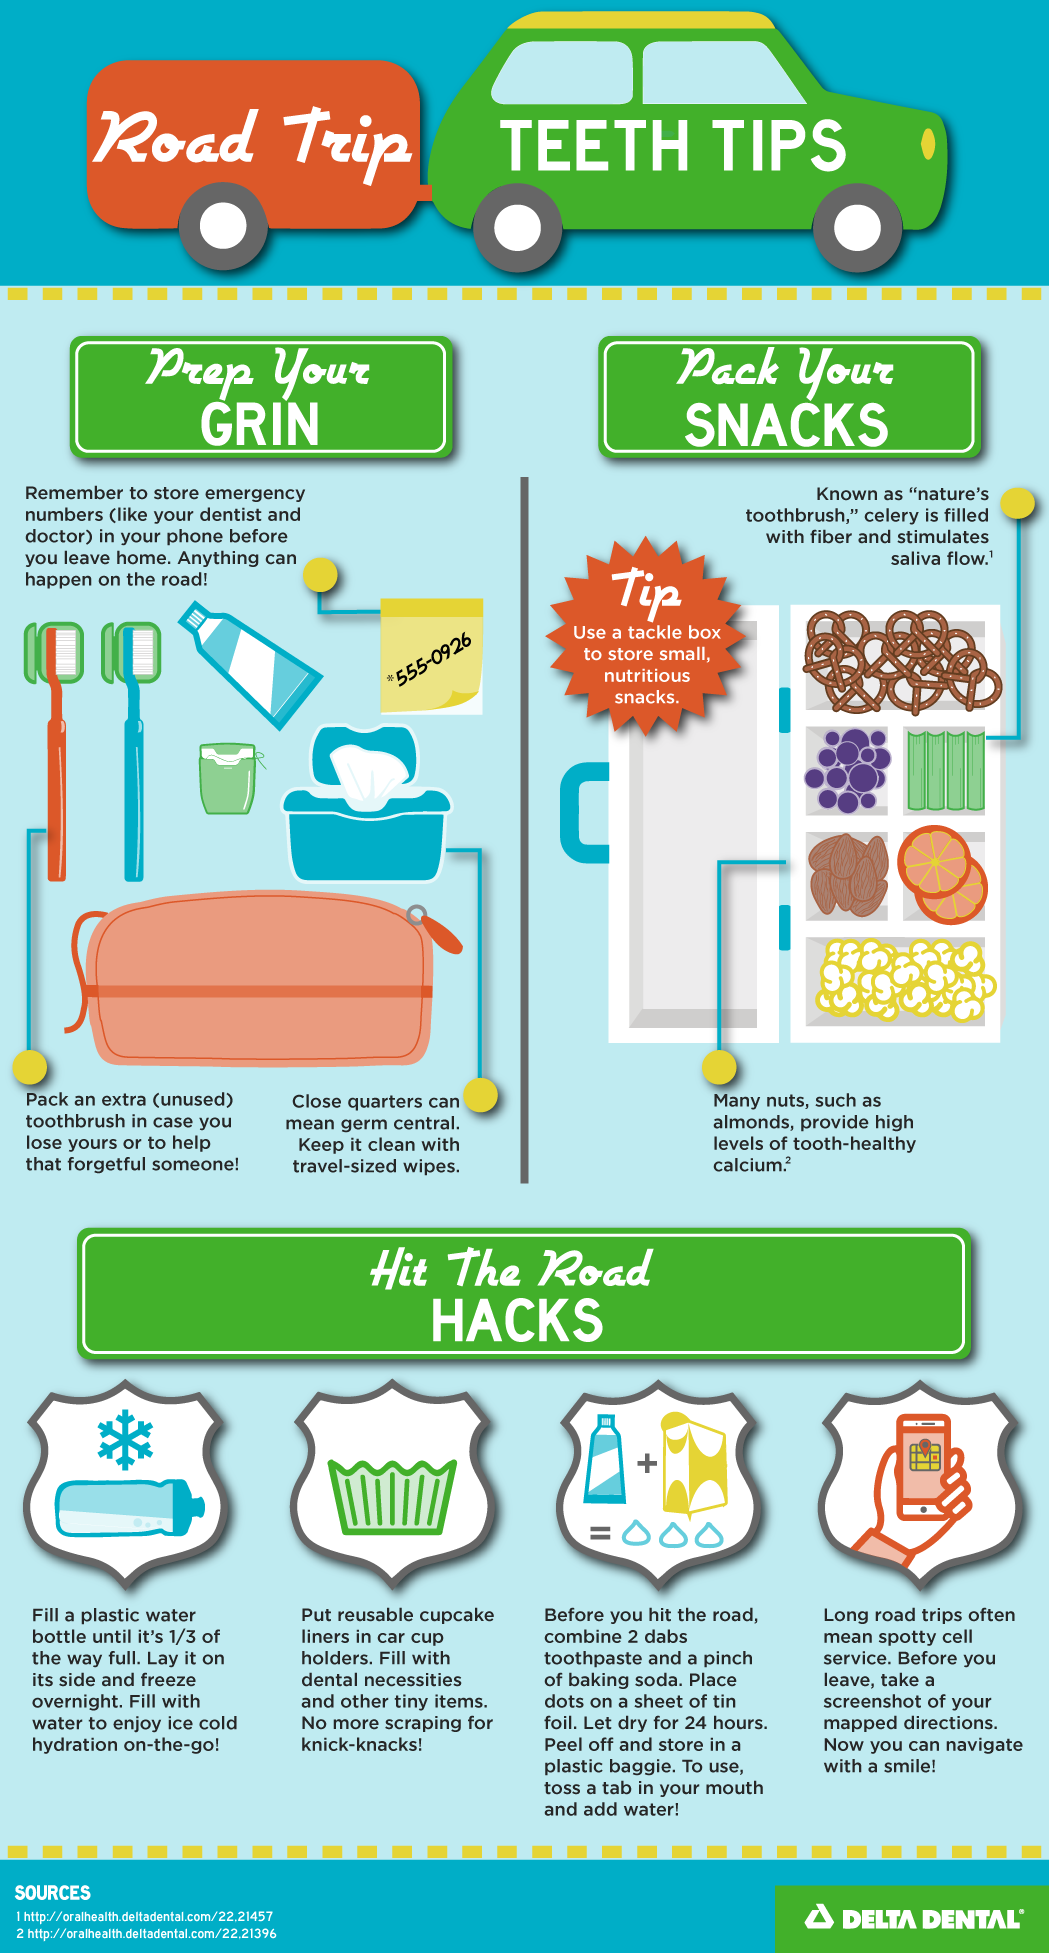 Road Trip
TEETH TIPS
Prep Your
GRIN
Remember to store emergency
numbers (like your dentist and
doctor) in your phone before
you leave home. Anything can
happen on the road!
*555-0926
Pack an extra (unused)
toothbrush in case you
lose yours or to help
that forgetful someone!
Close quarters can
mean germ central.
Keep it clean with
travel-sized wipes.
Pack Your
SNACKS
Known as “nature’s
toothbrush,” celery is filled
with fiber and stimulates
saliva flow.¹
Tip
Use a tackle box
to store small,
nutritious
snacks.
Many nuts, such as
almonds, provide high
levels of tooth-healthy
calcium.²
Hit The Road
HACKS
Fill a plastic water
bottle until it’s 1/3 of
the way full. Lay it on
its side and freeze
overnight. Fill with
water to enjoy ice cold
hydration on-the-go!
Put reusable cupcake
liners in car cup
holders. Fill with
dental necessities
and other tiny items.
No more scraping for
knick-knacks!
+
=
Before you hit the road,
combine 2 dabs
toothpaste and a pinch
of baking soda. Place
dots on a sheet of tin
foil. Let dry for 24 hours.
Peel off and store in a
plastic baggie. To use,
toss a tab in your mouth
and add water!
Long road trips often
mean spotty cell
service. Before you
leave, take a
screenshot of your
mapped directions.
Now you can navigate
with a smile!
SOURCES
1 http://oralhealth.deltadental.com/22,21457
2 http://oralhealth.deltadental.com/22,21396
DELTA DENTAL®